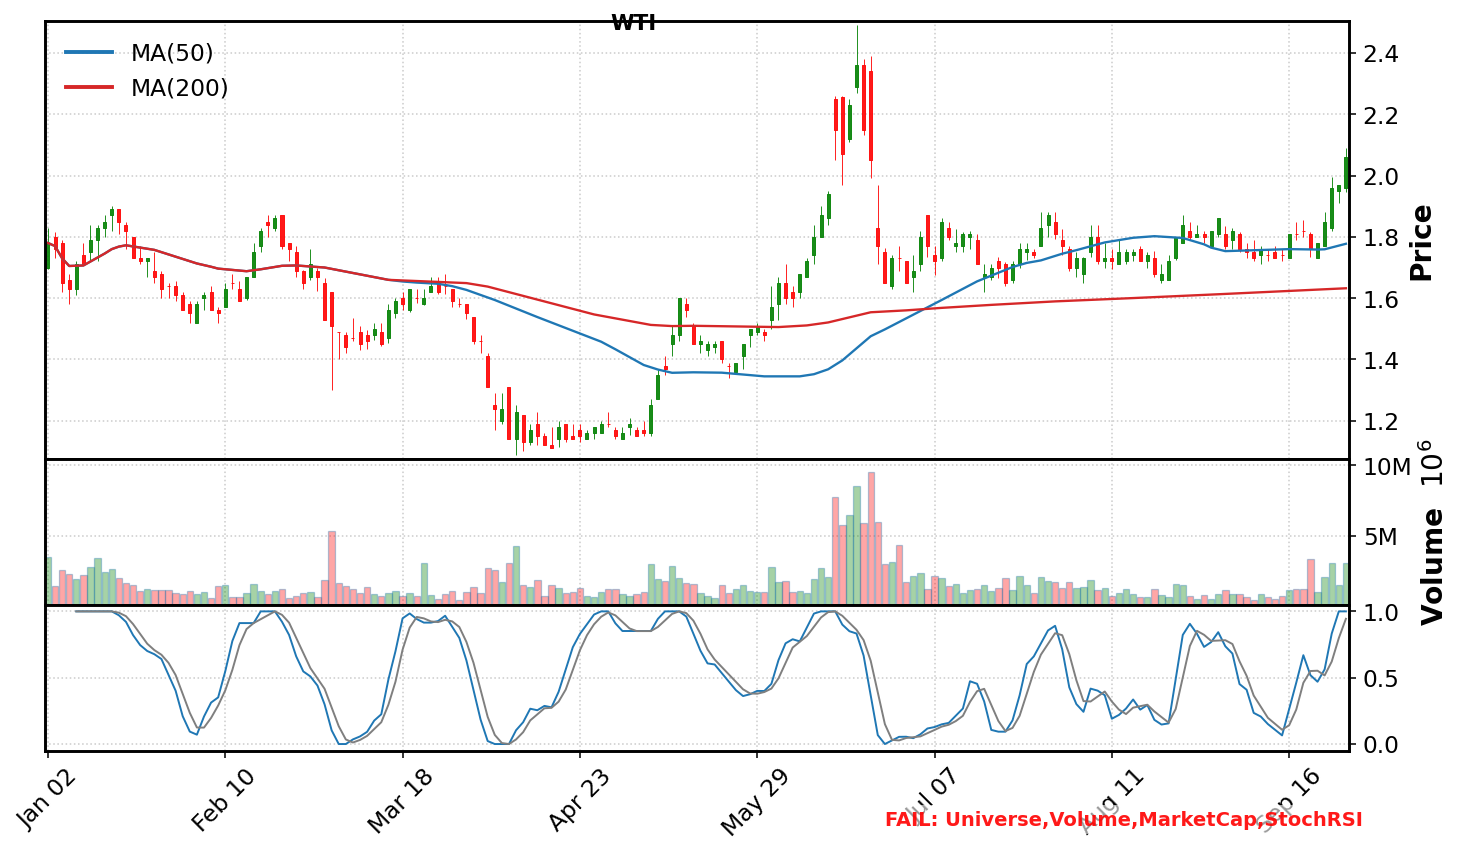 WTI
MA(50)
MA(200)
2.4
2.2
2.0
1.8
1.6
1.4
1.2
Price
10M
5M
Volume 10⁶
1.0
0.5
0.0
Jan 02
Feb 10
Mar 18
Apr 23
May 29
Jul 07
Aug 11
Sep 16
FAIL: Universe,Volume,MarketCap,StochRSI